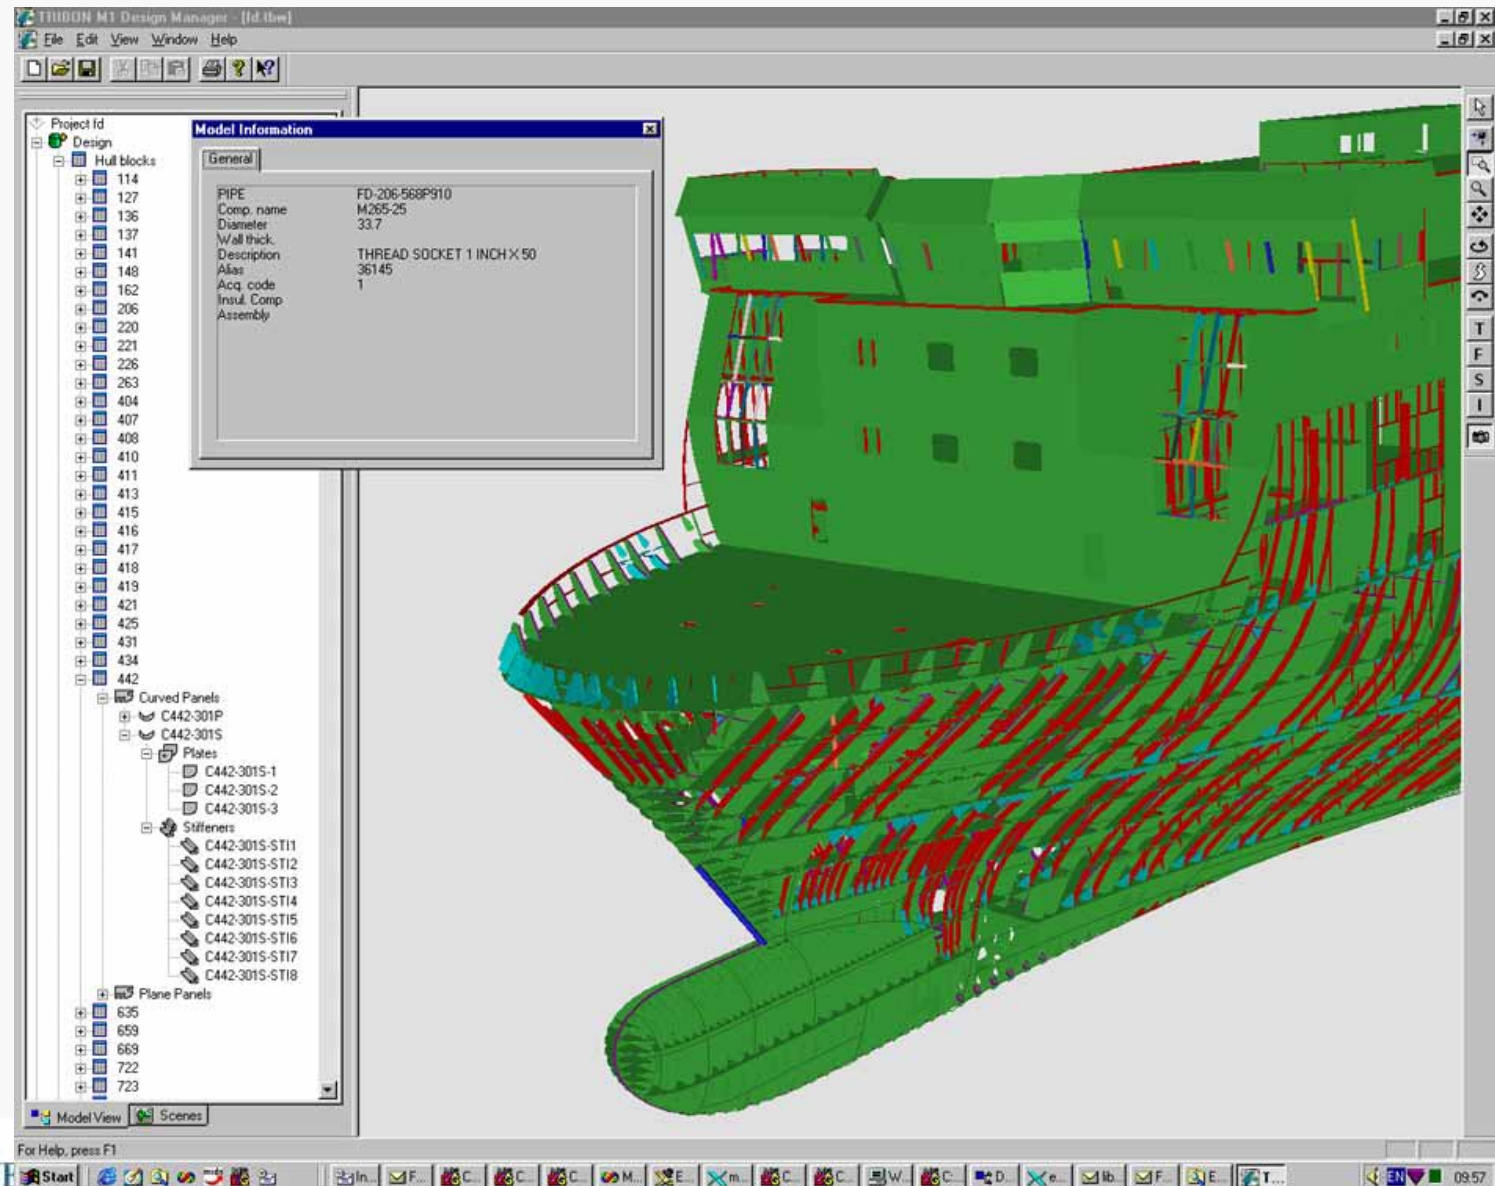 TRIBON M1 Design Manager - [fd.tbw]
File Edit View Window Help
Project fd
Design
Hull blocks
114
127
136
137
141
148
162
206
220
221
226
263
404
407
408
410
411
413
415
416
417
418
419
421
425
431
434
442
Curved Panels
C442-301P
C442-301S
Plates
C442-301S-1
C442-301S-2
C442-301S-3
Stiffeners
C442-301S-STI1
C442-301S-STI2
C442-301S-STI3
C442-301S-STI4
C442-301S-STI5
C442-301S-STI6
C442-301S-STI7
C442-301S-STI8
Plane Panels
635
659
669
722
723
Model View Scenes
Model Information
General
PIPE FD-206-568P910
Comp. name M265-25
Diameter 33.7
Wall thick.
Description THREAD SOCKET 1 INCH X 50
Alias 36145
Acq. code 1
Insul. Comp
Assembly
T
F
S
I
For Help, press F1
Start In... F... C... C... C... D... M... E... m... C... C... W... C... D... e... lib... F... E... T... EN 09:57